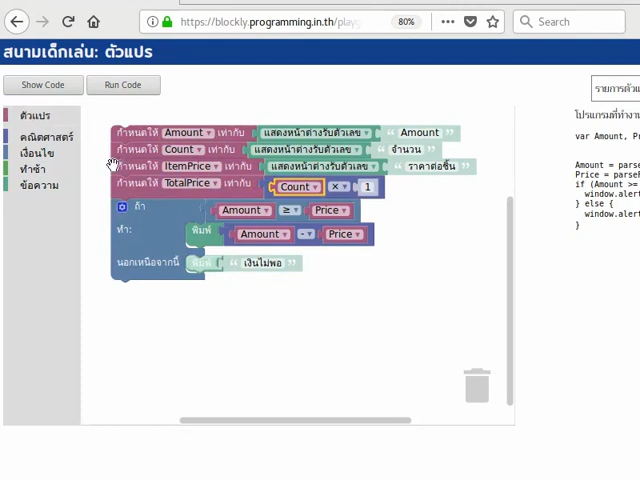 https://blockly.programming.in.th/play
80%
Search
สนามเด็กเล่น: ตัวแปร
Show Code
Run Code
ตัวแปร
คณิตศาสตร์
เงื่อนไข
ทำซ้ำ
ข้อความ
กำหนดให้ Amount เท่ากับ แสดงหน้าต่างรับตัวเลข “ Amount ”
กำหนดให้ Count เท่ากับ แสดงหน้าต่างรับตัวเลข “ จำนวน ”
กำหนดให้ ItemPrice เท่ากับ แสดงหน้าต่างรับตัวเลข “ ราคาต่อชิ้น ”
กำหนดให้ TotalPrice เท่ากับ Count × 1
ถ้า Amount ≥ Price
ทำ: พิมพ์ Amount - Price
นอกเหนือจากนี้ พิมพ์ “ เงินไม่พอ ”
รายการตัวแ
โปรแกรมที่ทำงาน
var Amount, Pr
Amount = parse
Price = parseF
if (Amount >=
window.alert
} else {
window.alert
}